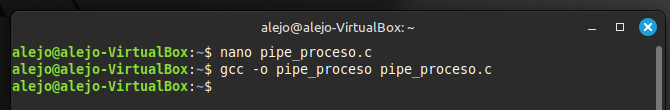 alejo@alejo-VirtualBox: ~
alejo@alejo-VirtualBox:~$ nano pipe_proceso.c
alejo@alejo-VirtualBox:~$ gcc -o pipe_proceso pipe_proceso.c
alejo@alejo-VirtualBox:~$